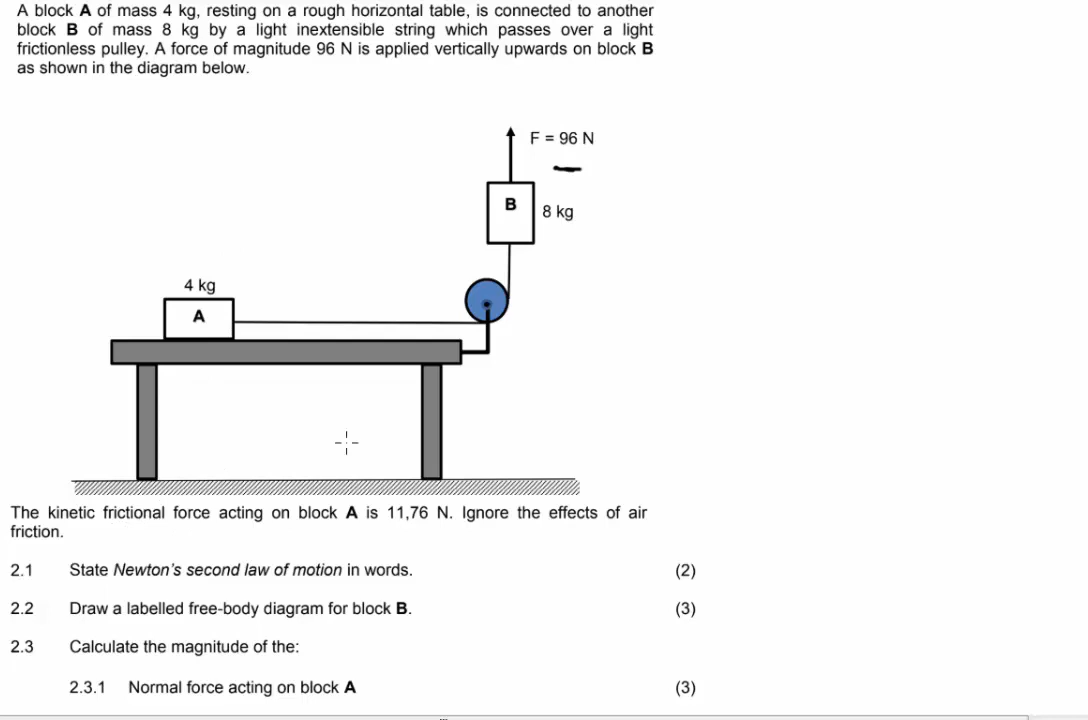 A block A of mass 4 kg, resting on a rough horizontal table, is connected to another
block B of mass 8 kg by a light inextensible string which passes over a light
frictionless pulley. A force of magnitude 96 N is applied vertically upwards on block B
as shown in the diagram below.
F = 96 N
B
8 kg
4 kg
A
The kinetic frictional force acting on block A is 11,76 N. Ignore the effects of air
friction.
2.1 State Newton's second law of motion in words. (2)
2.2 Draw a labelled free-body diagram for block B. (3)
2.3 Calculate the magnitude of the:
2.3.1 Normal force acting on block A (3)